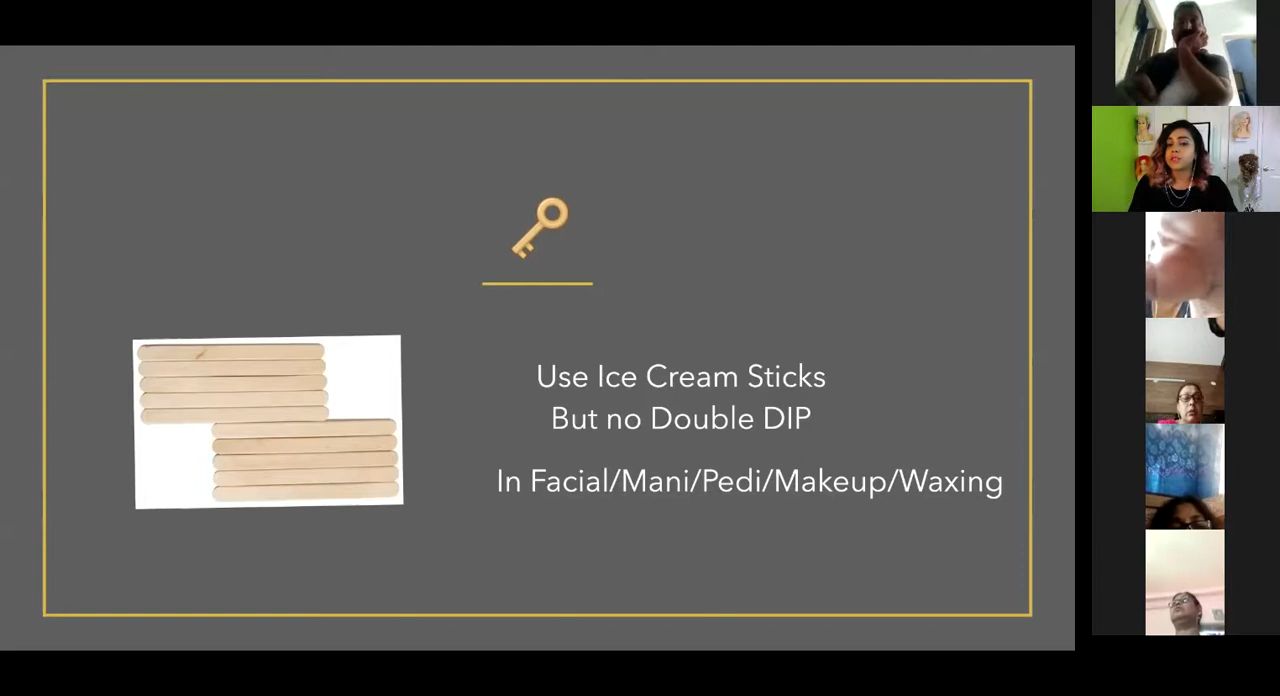 Use Ice Cream Sticks
But no Double DIP
In Facial/Mani/Pedi/Makeup/Waxing